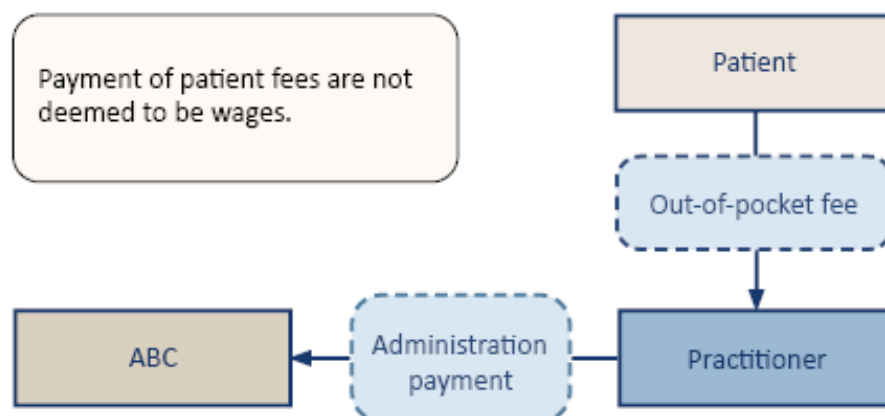 Payment of patient fees are not
deemed to be wages.
Patient
Out-of-pocket fee
ABC
Administration
payment
Practitioner